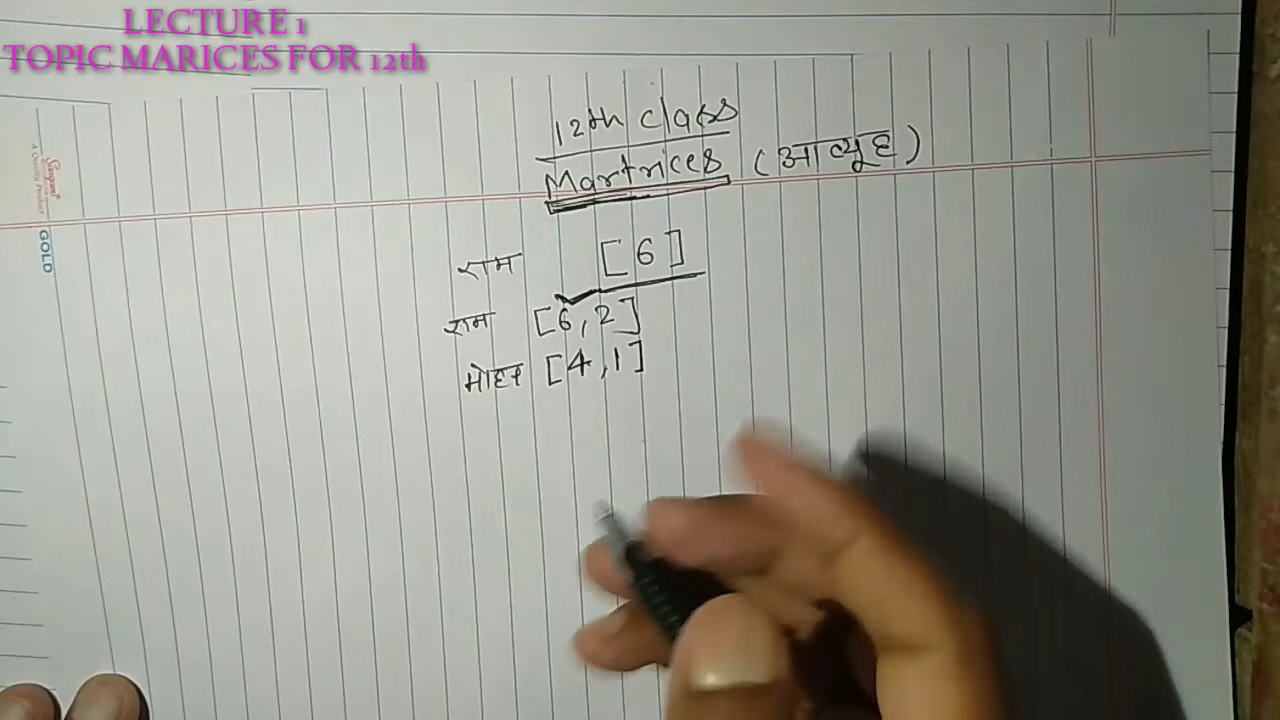 LECTURE 1
TOPIC MARICES FOR 12th
12th class
Martrices (आव्यूह)
राम [6]
राम [6,2]
मोहन [4,1]
GOLD